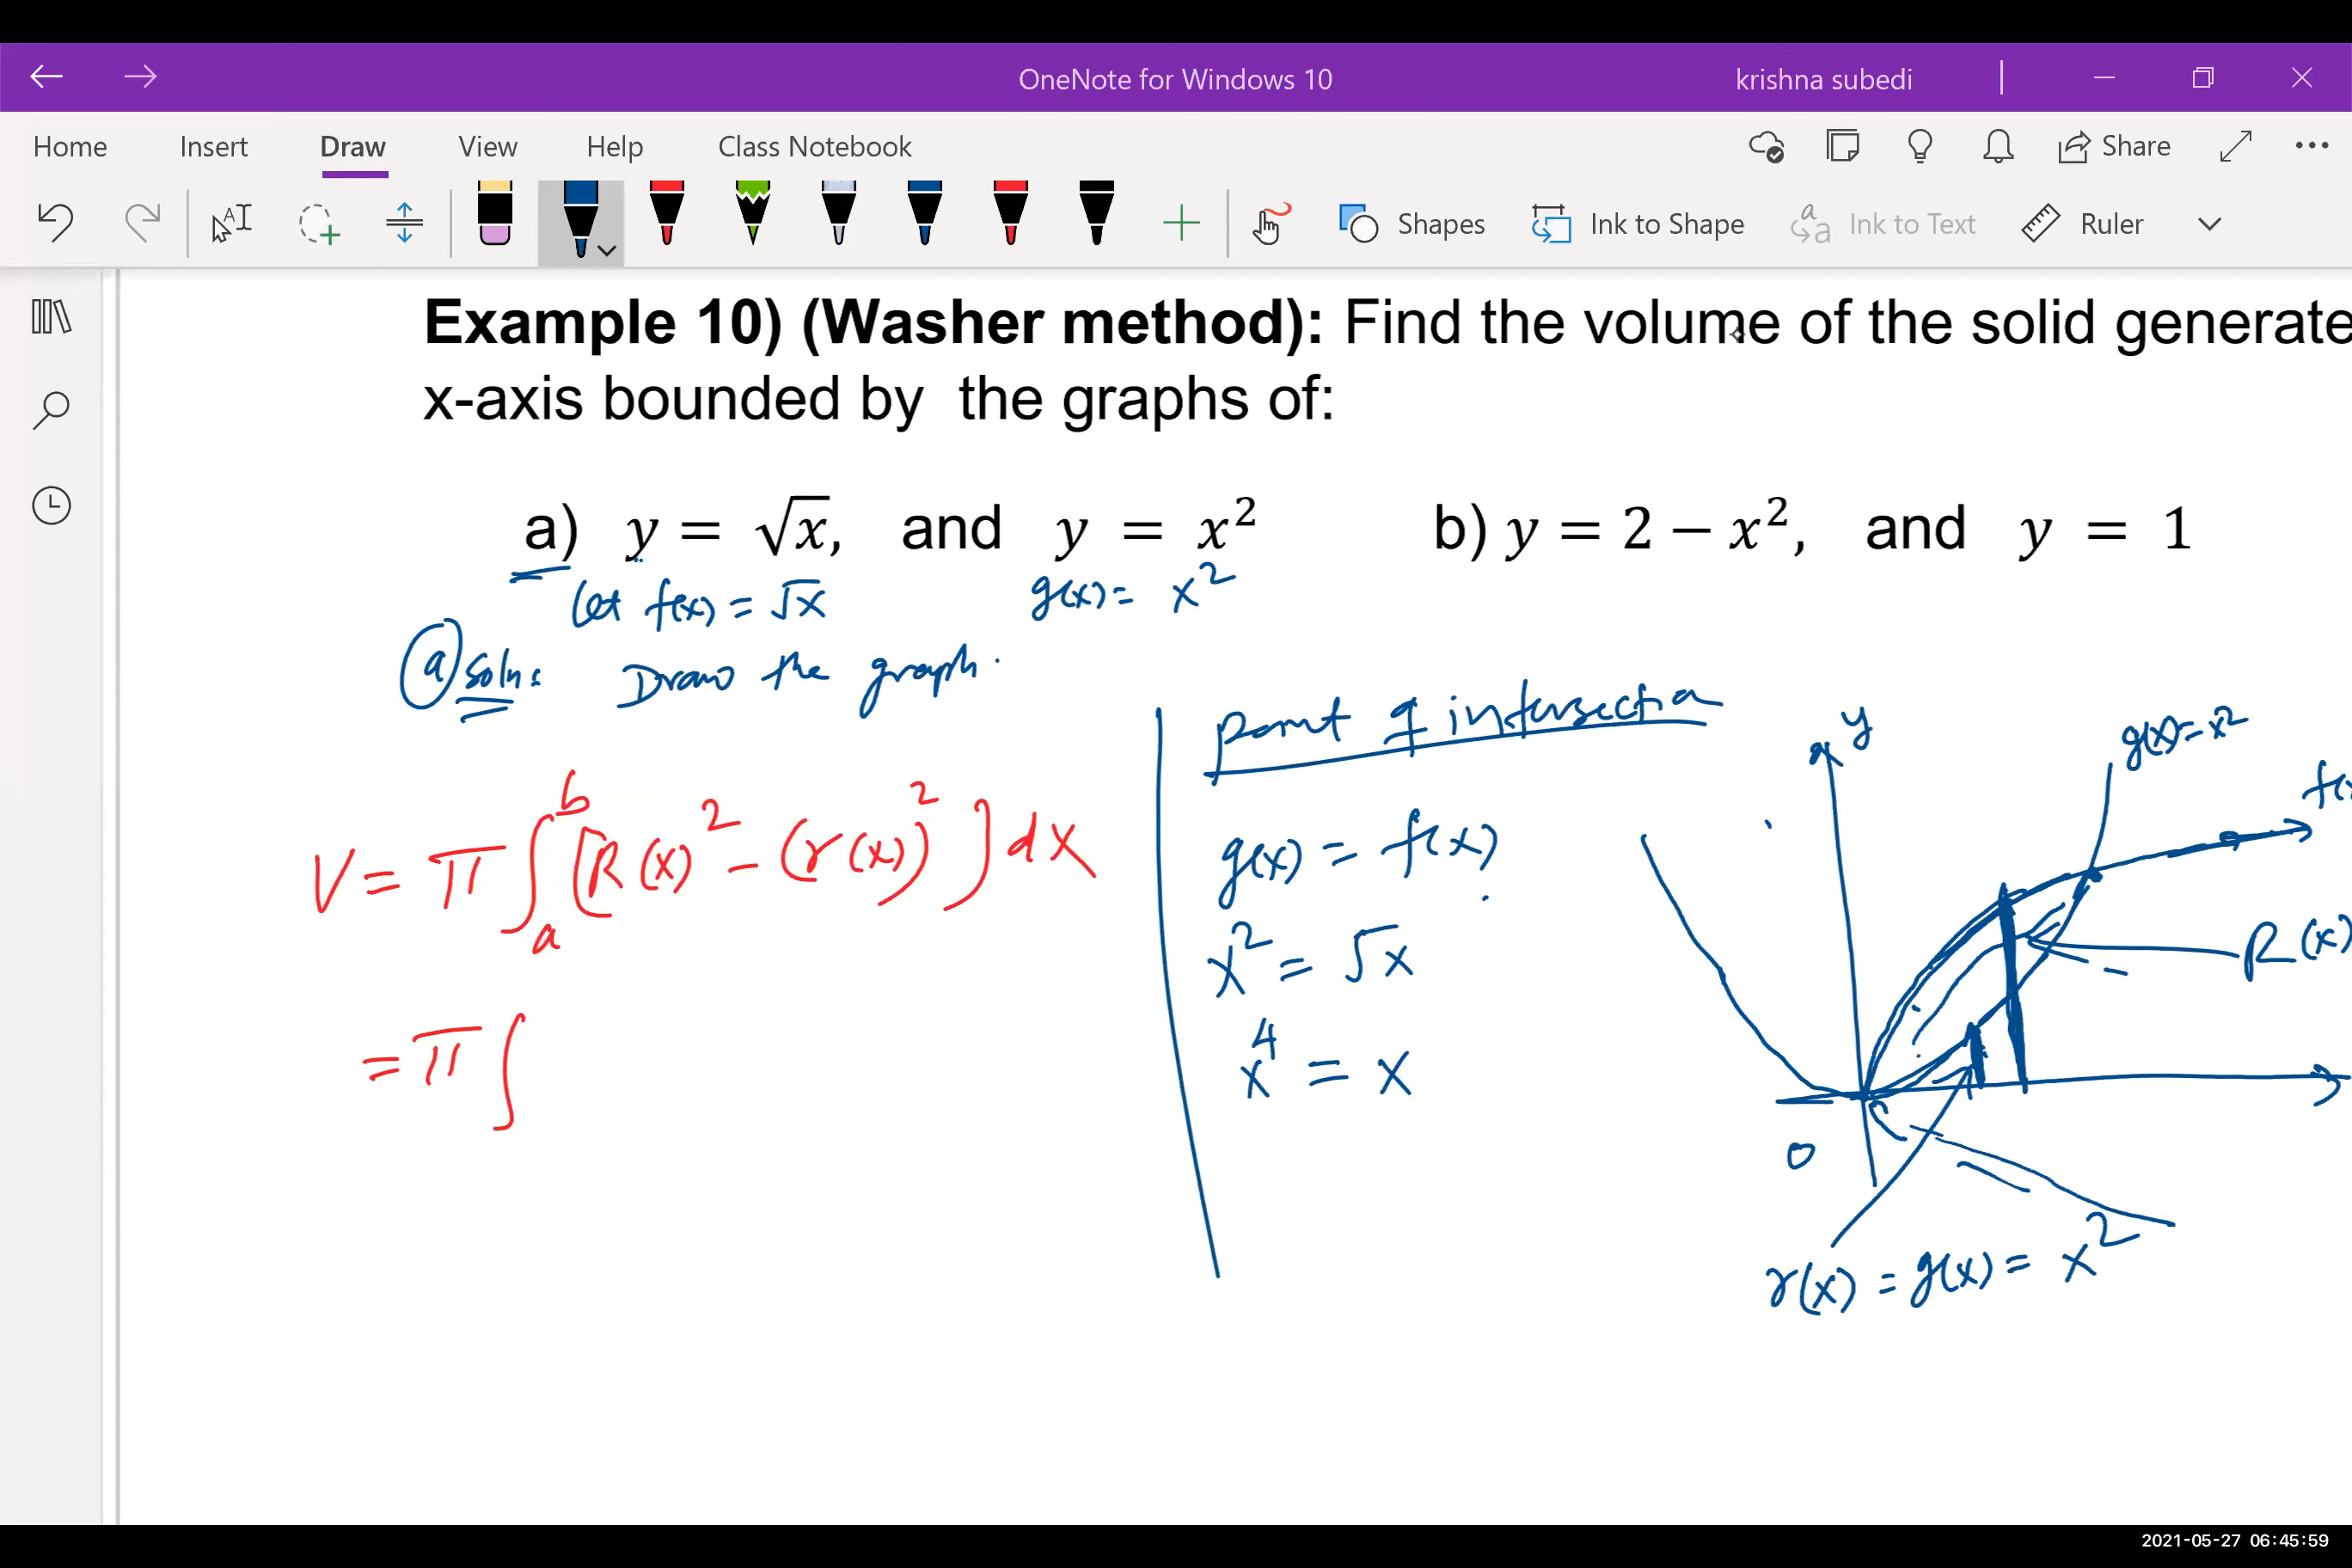 OneNote for Windows 10
krishna subedi
Home Insert Draw View Help Class Notebook Share
Shapes Ink to Shape Ink to Text Ruler
Example 10) (Washer method): Find the volume of the solid generate
x-axis bounded by the graphs of:
a) y = √x, and y = x² b) y = 2 − x², and y = 1
let f(x) = √x g(x) = x²
(a) Soln: Draw the graph.
point of intersection
y
g(x) = x²
f(x
V = π ∫_a^b [R(x)² − (r(x))²] dx
g(x) = f(x)
R(x)
x² = √x
= π ∫
x⁴ = x
0
r(x) = g(x) = x²
2021-05-27 06:45:59